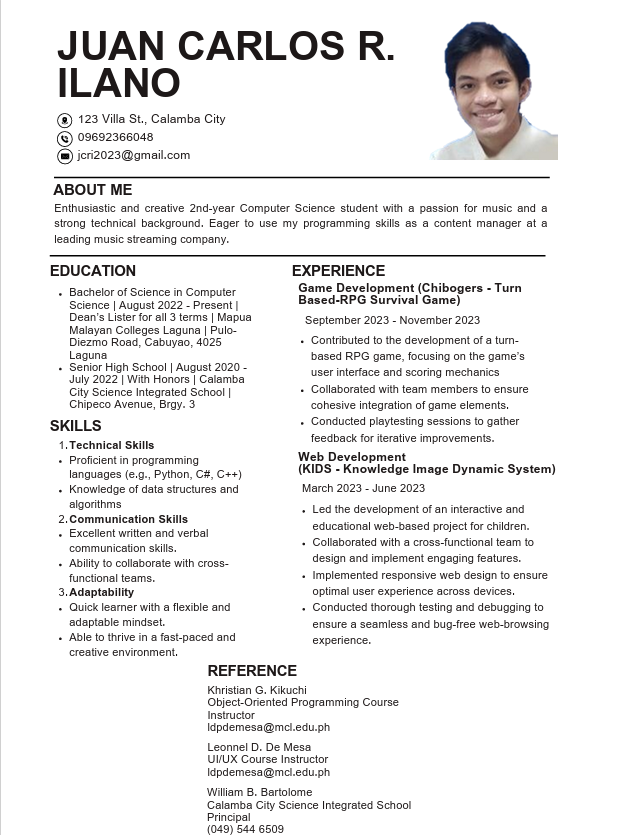 JUAN CARLOS R.
ILANO
123 Villa St., Calamba City
09692366048
jcri2023@gmail.com
ABOUT ME
Enthusiastic and creative 2nd-year Computer Science student with a passion for music and a
strong technical background. Eager to use my programming skills as a content manager at a
leading music streaming company.
EDUCATION
• Bachelor of Science in Computer
Science | August 2022 - Present |
Dean's Lister for all 3 terms | Mapua
Malayan Colleges Laguna | Pulo-
Diezmo Road, Cabuyao, 4025
Laguna
• Senior High School | August 2020 -
July 2022 | With Honors | Calamba
City Science Integrated School |
Chipeco Avenue, Brgy. 3
SKILLS
1. Technical Skills
• Proficient in programming
languages (e.g., Python, C#, C++)
• Knowledge of data structures and
algorithms
2. Communication Skills
• Excellent written and verbal
communication skills.
• Ability to collaborate with cross-
functional teams.
3. Adaptability
• Quick learner with a flexible and
adaptable mindset.
• Able to thrive in a fast-paced and
creative environment.
EXPERIENCE
Game Development (Chibogers - Turn
Based-RPG Survival Game)
September 2023 - November 2023
• Contributed to the development of a turn-
based RPG game, focusing on the game's
user interface and scoring mechanics
• Collaborated with team members to ensure
cohesive integration of game elements.
• Conducted playtesting sessions to gather
feedback for iterative improvements.
Web Development
(KIDS - Knowledge Image Dynamic System)
March 2023 - June 2023
• Led the development of an interactive and
educational web-based project for children.
• Collaborated with a cross-functional team to
design and implement engaging features.
• Implemented responsive web design to ensure
optimal user experience across devices.
• Conducted thorough testing and debugging to
ensure a seamless and bug-free web-browsing
experience.
REFERENCE
Khristian G. Kikuchi
Object-Oriented Programming Course
Instructor
ldpdemesa@mcl.edu.ph
Leonnel D. De Mesa
UI/UX Course Instructor
ldpdemesa@mcl.edu.ph
William B. Bartolome
Calamba City Science Integrated School
Principal
(049) 544 6509